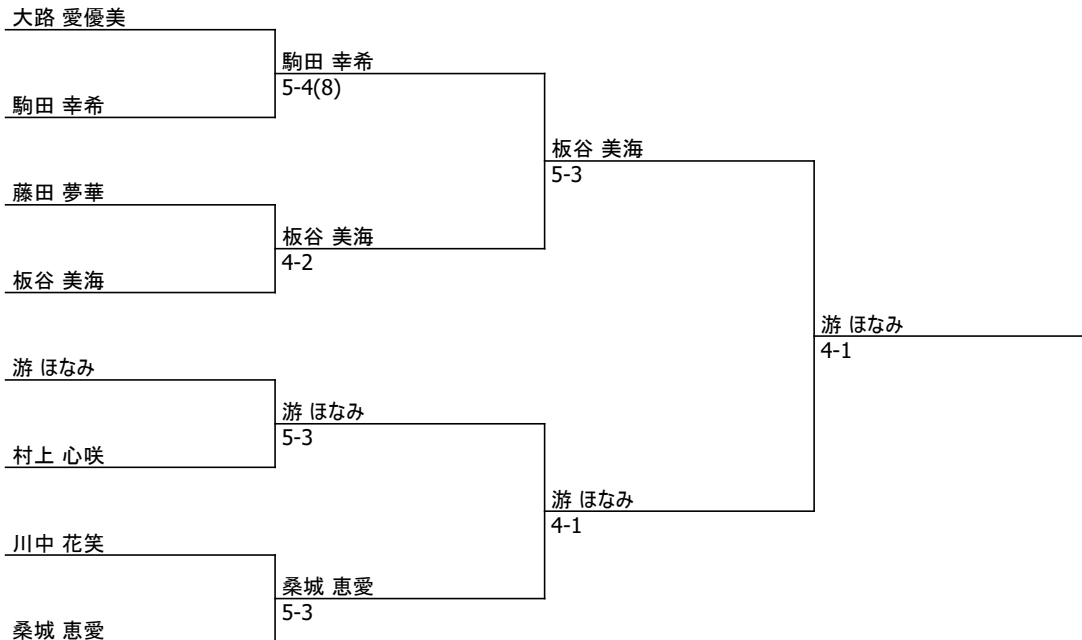 大路 愛優美
駒田 幸希
5-4(8)
駒田 幸希
板谷 美海
5-3
藤田 夢華
板谷 美海
4-2
板谷 美海
游 ほなみ
4-1
游 ほなみ
游 ほなみ
5-3
村上 心咲
游 ほなみ
4-1
川中 花笑
桑城 恵愛
5-3
桑城 恵愛